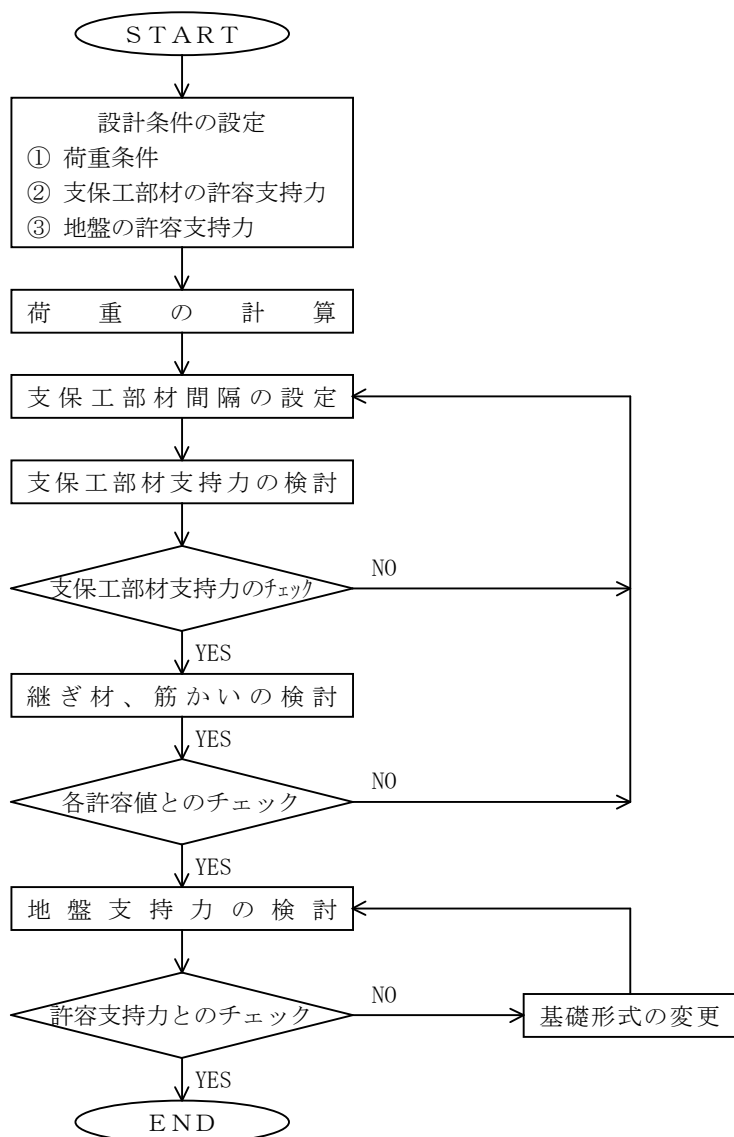 START
設計条件の設定
① 荷重条件
② 支保工部材の許容支持力
③ 地盤の許容支持力
荷重の計算
支保工部材間隔の設定
支保工部材支持力の検討
支保工部材支持力のﾁｪｯｸ
NO
YES
継ぎ材、筋かいの検討
YES
各許容値とのチェック
NO
YES
地盤支持力の検討
許容支持力とのチェック
NO
基礎形式の変更
YES
END